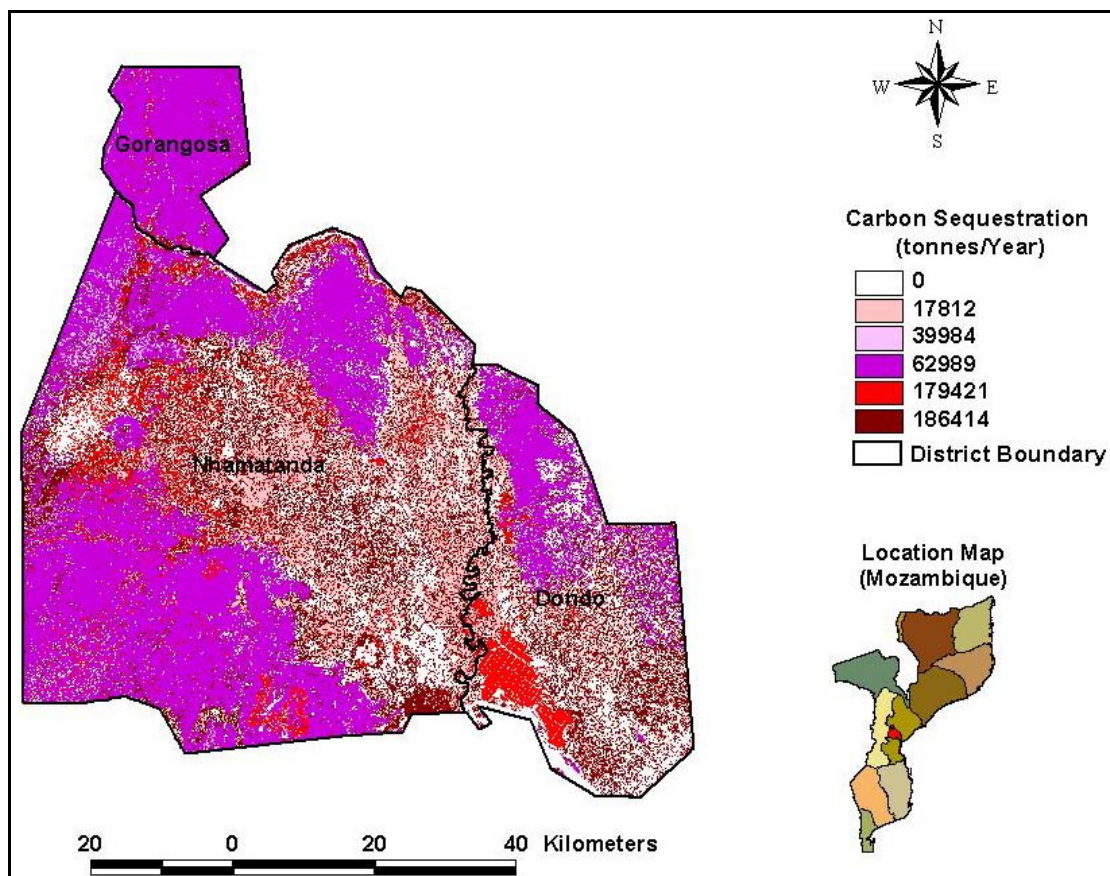 N
W E
S
Gorangosa
Nhamatanda
Dondo
Carbon Sequestration
(tonnes/Year)
0
17812
39984
62989
179421
186414
District Boundary
Location Map
(Mozambique)
20 0 20 40 Kilometers